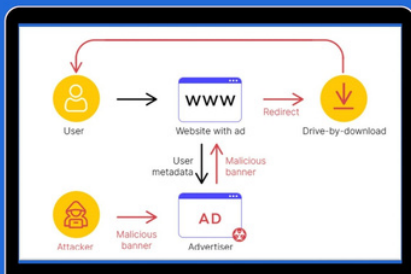 WWW
User
Website with ad
Redirect
Drive-by-download
User
metadata
Malicious
banner
AD
Attacker
Malicious
banner
Advertiser